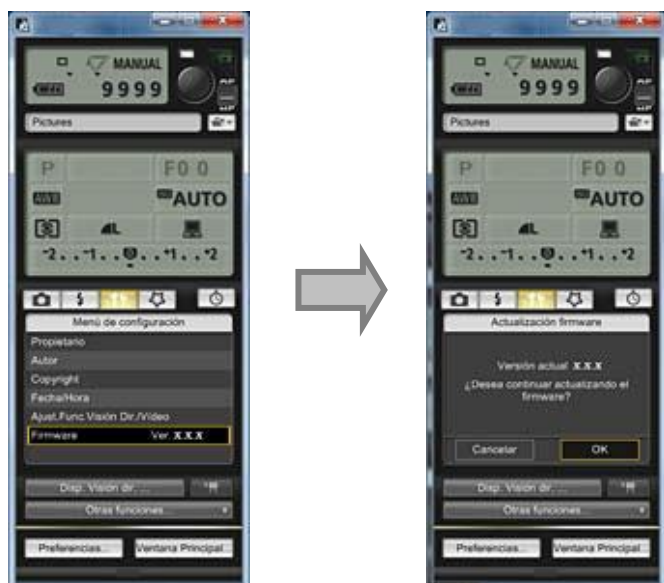 MANUAL
9999
Pictures
P F0 0
AWB AUTO
L
-2..-1..0..+1..+2
Menú de configuración
Propietario
Autor
Copyright
Fecha/Hora
Ajust.Func.Visión Dir./Vídeo
Firmware Ver. X.X.X
Disp. Visión dir. ...
Otras funciones...
Preferencias... Ventana Principal...
MANUAL
9999
Pictures
P F0 0
AWB AUTO
L
-2..-1..0..+1..+2
Actualización firmware
Versión actual X.X.X
¿Desea continuar actualizando el
firmware?
Cancelar OK
Disp. Visión dir. ...
Otras funciones...
Preferencias... Ventana Principal...